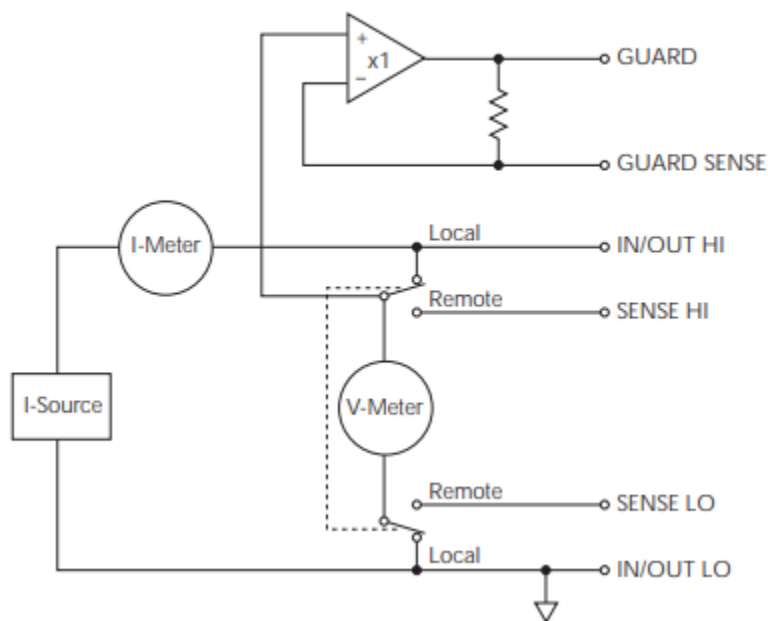 +
x1
−
GUARD
GUARD SENSE
I-Meter
Local
IN/OUT HI
Remote
SENSE HI
I-Source
V-Meter
Remote
SENSE LO
Local
IN/OUT LO